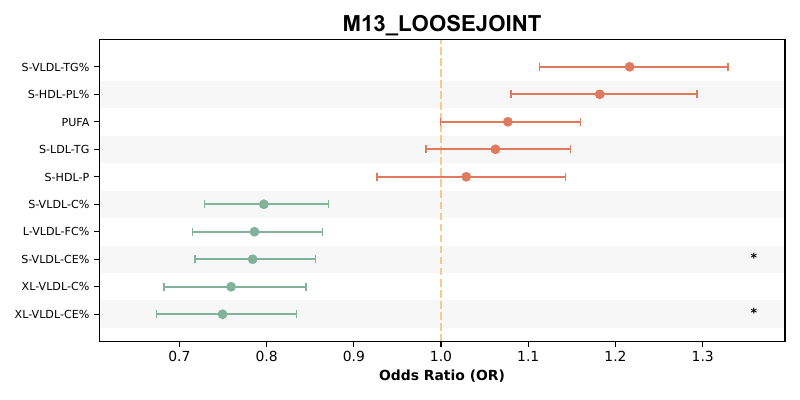 M13_LOOSEJOINT
S-VLDL-TG%
S-HDL-PL%
PUFA
S-LDL-TG
S-HDL-P
S-VLDL-C%
L-VLDL-FC%
S-VLDL-CE% *
XL-VLDL-C%
XL-VLDL-CE% *
0.7 0.8 0.9 1.0 1.1 1.2 1.3
Odds Ratio (OR)